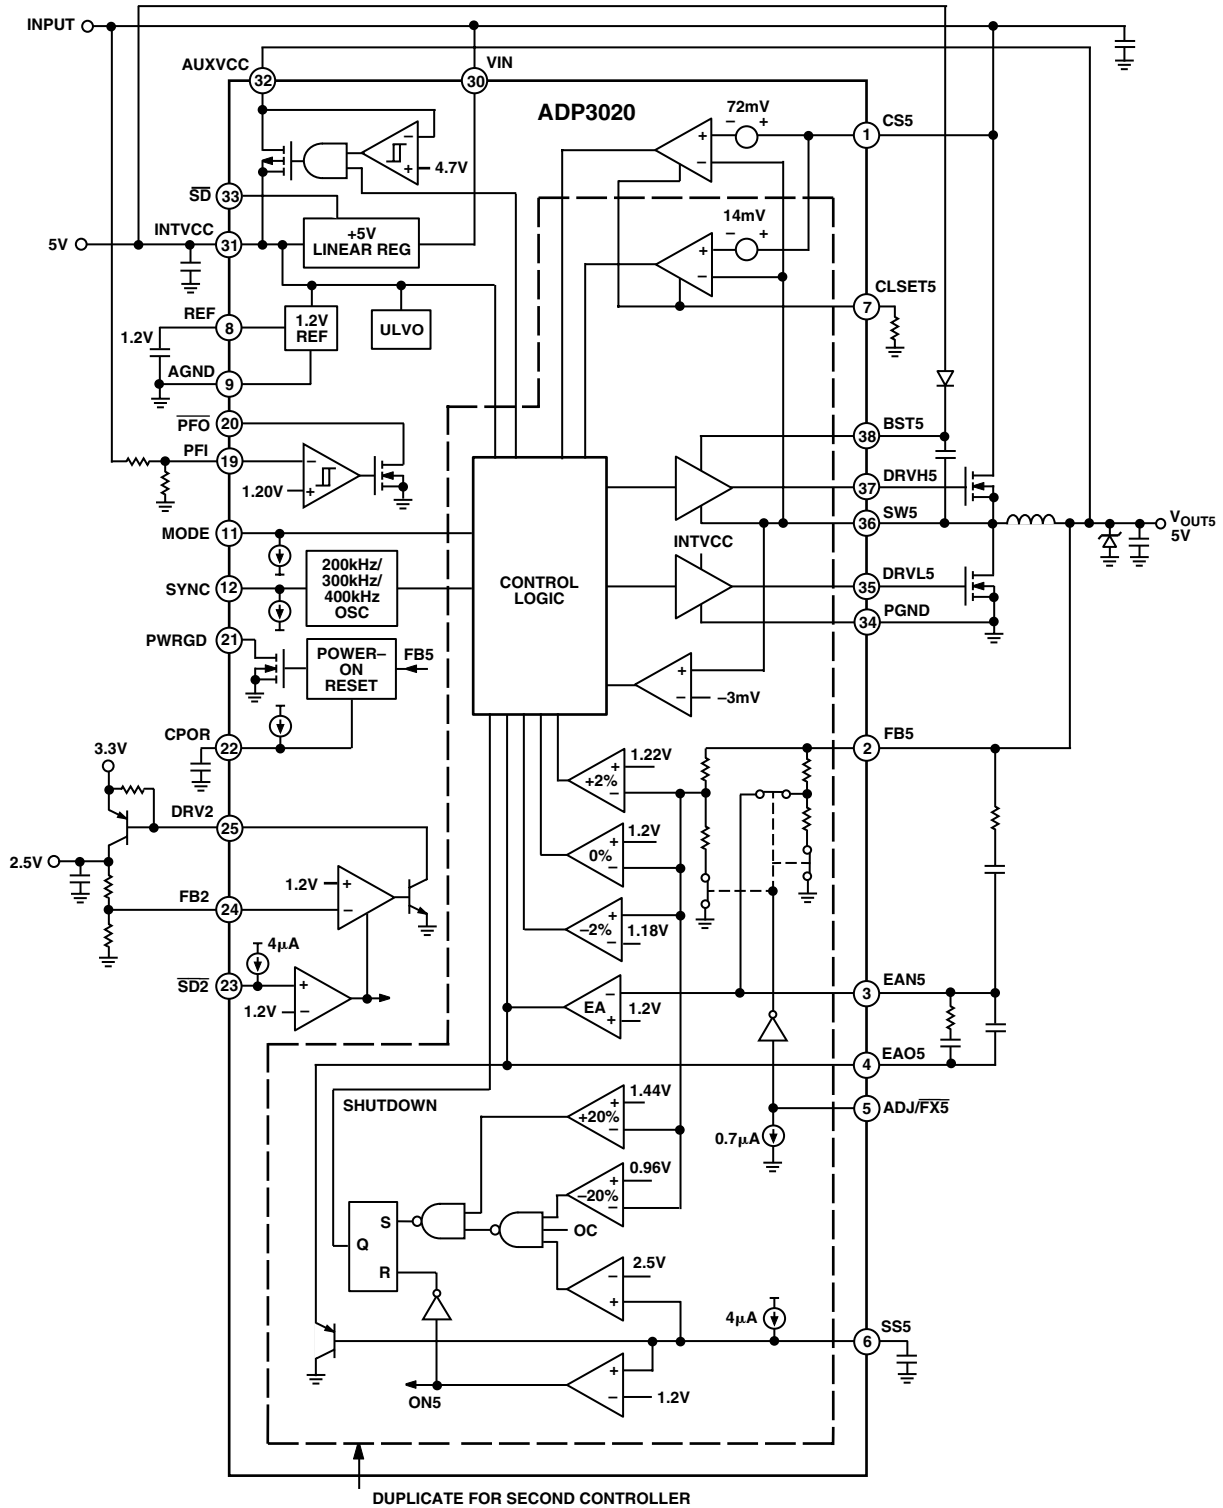 INPUT
AUXVCC
32
VIN
30
ADP3020
72mV
− +
CS5
1
+
−
−
+
4.7V
SD
33
14mV
− +
+
−
INTVCC
5V
31
+5V
LINEAR REG
CLSET5
7
REF
8
1.2V
1.2V
REF
ULVO
AGND
9
PFO
20
BST5
38
PFI
19
−
+
1.20V
DRVH5
37
SW5
36
VOUT5
5V
MODE
11
INTVCC
SYNC
12
200kHz/
300kHz/
400kHz
OSC
CONTROL
LOGIC
DRVL5
35
PGND
34
PWRGD
21
POWER–
ON
RESET
FB5
+
−
–3mV
CPOR
22
FB5
2
3.3V
+
+2%
−
1.22V
DRV2
25
2.5V
+
0%
−
1.2V
1.2V
+
−
FB2
24
+
–2%
−
1.18V
4μA
SD2
23
+
−
1.2V
−
EA
+
1.2V
EAN5
3
EAO5
4
SHUTDOWN
+
+20%
−
1.44V
ADJ/FX5
5
0.7μA
+
–20%
−
0.96V
S
Q
R
OC
2.5V
−
+
4μA
SS5
6
+
−
1.2V
ON5
DUPLICATE FOR SECOND CONTROLLER